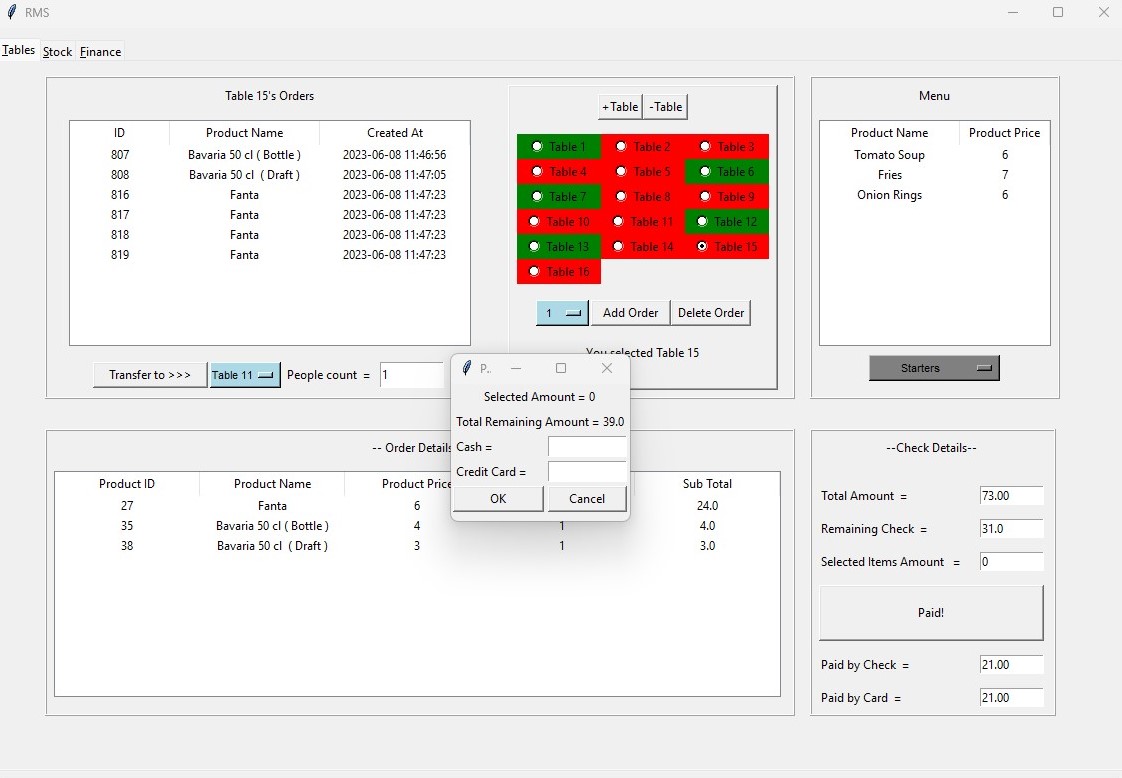 RMS
Tables Stock Finance
Table 15's Orders
ID Product Name Created At
807 Bavaria 50 cl ( Bottle ) 2023-06-08 11:46:56
808 Bavaria 50 cl ( Draft ) 2023-06-08 11:47:05
816 Fanta 2023-06-08 11:47:23
817 Fanta 2023-06-08 11:47:23
818 Fanta 2023-06-08 11:47:23
819 Fanta 2023-06-08 11:47:23
Transfer to >>> Table 11 People count = 1
+Table -Table
Table 1 Table 2 Table 3
Table 4 Table 5 Table 6
Table 7 Table 8 Table 9
Table 10 Table 11 Table 12
Table 13 Table 14 Table 15
Table 16
1 Add Order Delete Order
You selected Table 15
Menu
Product Name Product Price
Tomato Soup 6
Fries 7
Onion Rings 6
Starters
P..
Selected Amount = 0
Total Remaining Amount = 39.0
Cash =
Credit Card =
OK Cancel
-- Order Details
Product ID Product Name Product Price Sub Total
27 Fanta 6 24.0
35 Bavaria 50 cl ( Bottle ) 4 1 4.0
38 Bavaria 50 cl ( Draft ) 3 1 3.0
--Check Details--
Total Amount = 73.00
Remaining Check = 31.0
Selected Items Amount = 0
Paid!
Paid by Check = 21.00
Paid by Card = 21.00